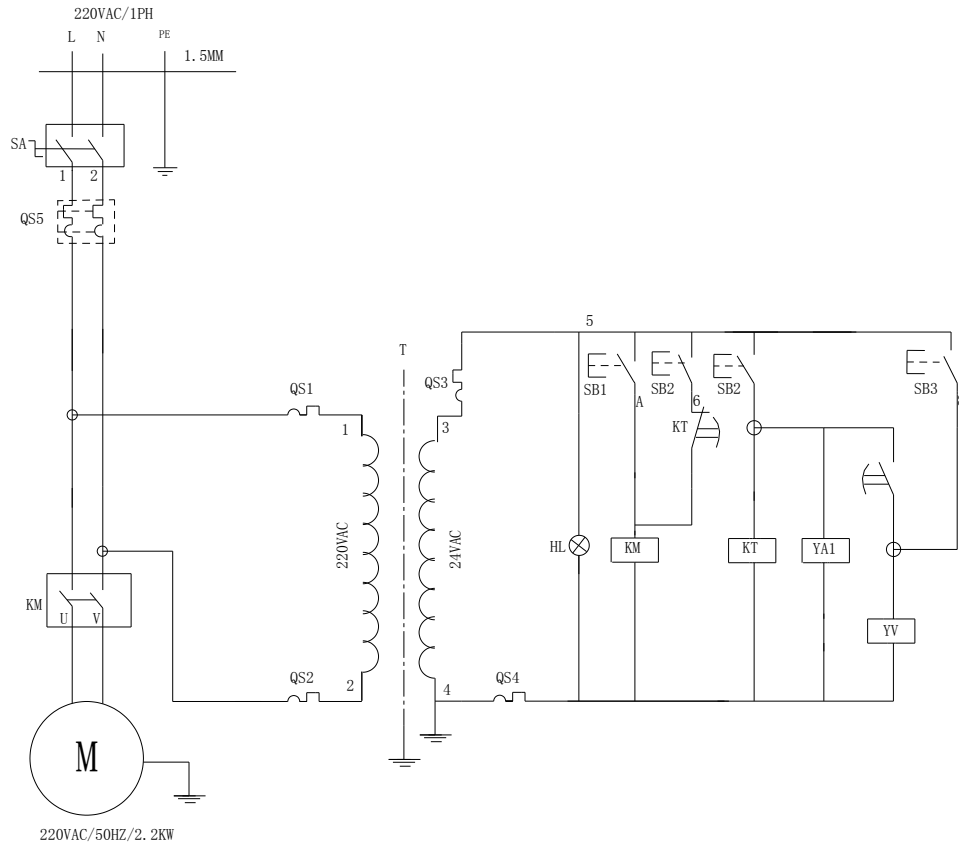 220VAC/1PH
L N PE
1.5MM
SA
1 2
QS5
5
T
QS1
QS3
SB1
SB2
SB2
SB3
A
6
KT
1
3
220VAC
24VAC
HL
KM
KT
YA1
KM
U V
YV
QS2
2
4
QS4
M
220VAC/50HZ/2.2KW